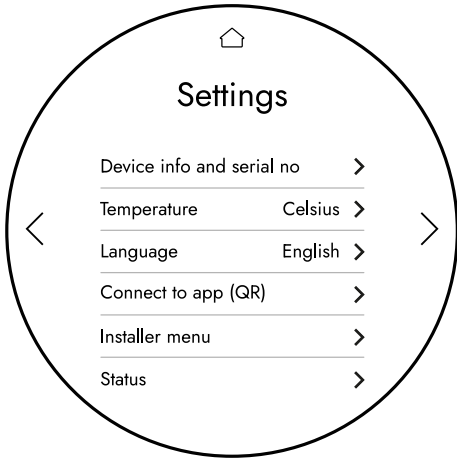 Settings
Device info and serial no
Temperature Celsius
Language English
Connect to app (QR)
Installer menu
Status